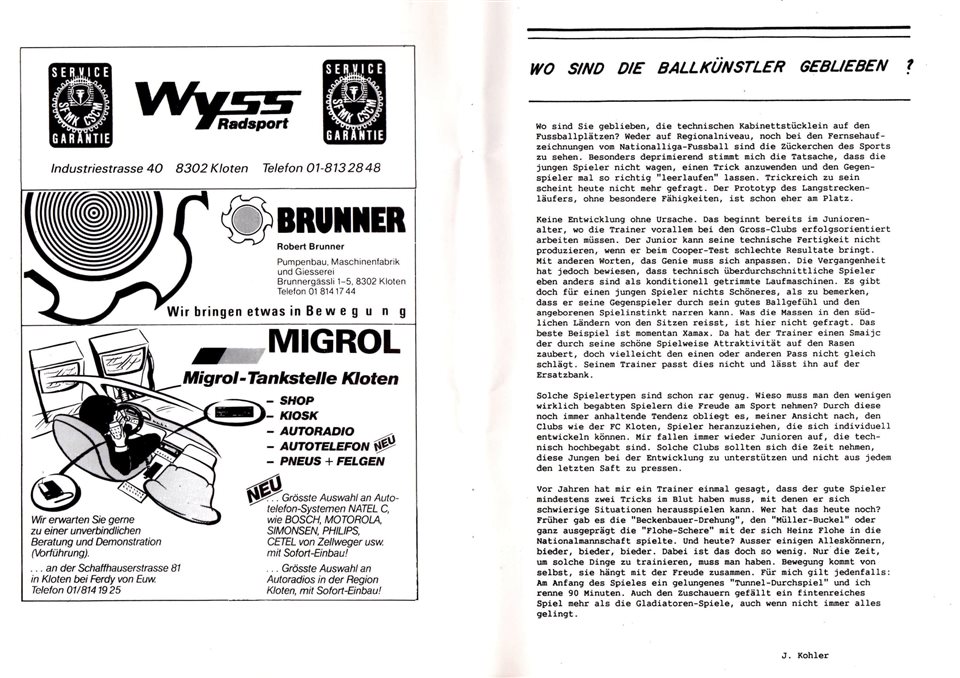 SERVICE
SFMK CSCM
GARANTIE
Wyss
Radsport
SERVICE
SFMK CSCM
GARANTIE
Industriestrasse 40 8302 Kloten Telefon 01-813 28 48
BRUNNER
Robert Brunner
Pumpenbau, Maschinenfabrik
und Giesserei
Brunnergässli 1–5, 8302 Kloten
Telefon 01 814 17 44
Wir bringen etwas in Bewegung
MIGROL
Migrol-Tankstelle Kloten
– SHOP
– KIOSK
– AUTORADIO
– AUTOTELEFON NEU
– PNEUS + FELGEN
NEU
. . . Grösste Auswahl an Auto-
telefon-Systemen NATEL C,
wie BOSCH, MOTOROLA,
SIMONSEN, PHILIPS,
CETEL von Zellweger usw.
mit Sofort-Einbau!
. . . Grösste Auswahl an
Autoradios in der Region
Kloten, mit Sofort-Einbau!
Wir erwarten Sie gerne
zu einer unverbindlichen
Beratung und Demonstration
(Vorführung).
. . . an der Schaffhauserstrasse 81
in Kloten bei Ferdy von Euw.
Telefon 01/814 19 25
WO SIND DIE BALLKÜNSTLER GEBLIEBEN ?
Wo sind Sie geblieben, die technischen Kabinettstücklein auf den
Fussballplätzen? Weder auf Regionalniveau, noch bei den Fernsehauf-
zeichnungen vom Nationalliga-Fussball sind die Zückerchen des Sports
zu sehen. Besonders deprimierend stimmt mich die Tatsache, dass die
jungen Spieler nicht wagen, einen Trick anzuwenden und den Gegen-
spieler mal so richtig "leerlaufen" lassen. Trickreich zu sein
scheint heute nicht mehr gefragt. Der Prototyp des Langstrecken-
läufers, ohne besondere Fähigkeiten, ist schon eher am Platz.
Keine Entwicklung ohne Ursache. Das beginnt bereits im Junioren-
alter, wo die Trainer vorallem bei den Gross-Clubs erfolgsorientiert
arbeiten müssen. Der Junior kann seine technische Fertigkeit nicht
produzieren, wenn er beim Cooper-Test schlechte Resultate bringt.
Mit anderen Worten, das Genie muss sich anpassen. Die Vergangenheit
hat jedoch bewiesen, dass technisch überdurchschnittliche Spieler
eben anders sind als konditionell getrimmte Laufmaschinen. Es gibt
doch für einen jungen Spieler nichts Schöneres, als zu bemerken,
dass er seine Gegenspieler durch sein gutes Ballgefühl und den
angeborenen Spielinstinkt narren kann. Was die Massen in den süd-
lichen Ländern von den Sitzen reisst, ist hier nicht gefragt. Das
beste Beispiel ist momentan Xamax. Da hat der Trainer einen Smaijc
der durch seine schöne Spielweise Attraktivität auf den Rasen
zaubert, doch vielleicht den einen oder anderen Pass nicht gleich
schlägt. Seinem Trainer passt dies nicht und lässt ihn auf der
Ersatzbank.
Solche Spielertypen sind schon rar genug. Wieso muss man den wenigen
wirklich begabten Spielern die Freude am Sport nehmen? Durch diese
noch immer anhaltende Tendenz obliegt es, meiner Ansicht nach, den
Clubs wie der FC Kloten, Spieler heranzuziehen, die sich individuell
entwickeln können. Mir fallen immer wieder Junioren auf, die tech-
nisch hochbegabt sind. Solche Clubs sollten sich die Zeit nehmen,
diese Jungen bei der Entwicklung zu unterstützen und nicht aus jedem
den letzten Saft zu pressen.
Vor Jahren hat mir ein Trainer einmal gesagt, dass der gute Spieler
mindestens zwei Tricks im Blut haben muss, mit denen er sich
schwierige Situationen herausspielen kann. Wer hat das heute noch?
Früher gab es die "Beckenbauer-Drehung", den "Müller-Buckel" oder
ganz ausgeprägt die "Flohe-Schere" mit der sich Heinz Flohe in die
Nationalmannschaft spielte. Und heute? Ausser einigen Alleskönnern,
bieder, bieder, bieder. Dabei ist das doch so wenig. Nur die Zeit,
um solche Dinge zu trainieren, muss man haben. Bewegung kommt von
selbst, sie hängt mit der Freude zusammen. Für mich gilt jedenfalls:
Am Anfang des Spieles ein gelungenes "Tunnel-Durchspiel" und ich
renne 90 Minuten. Auch den Zuschauern gefällt ein fintenreiches
Spiel mehr als die Gladiatoren-Spiele, auch wenn nicht immer alles
gelingt.
J. Kohler